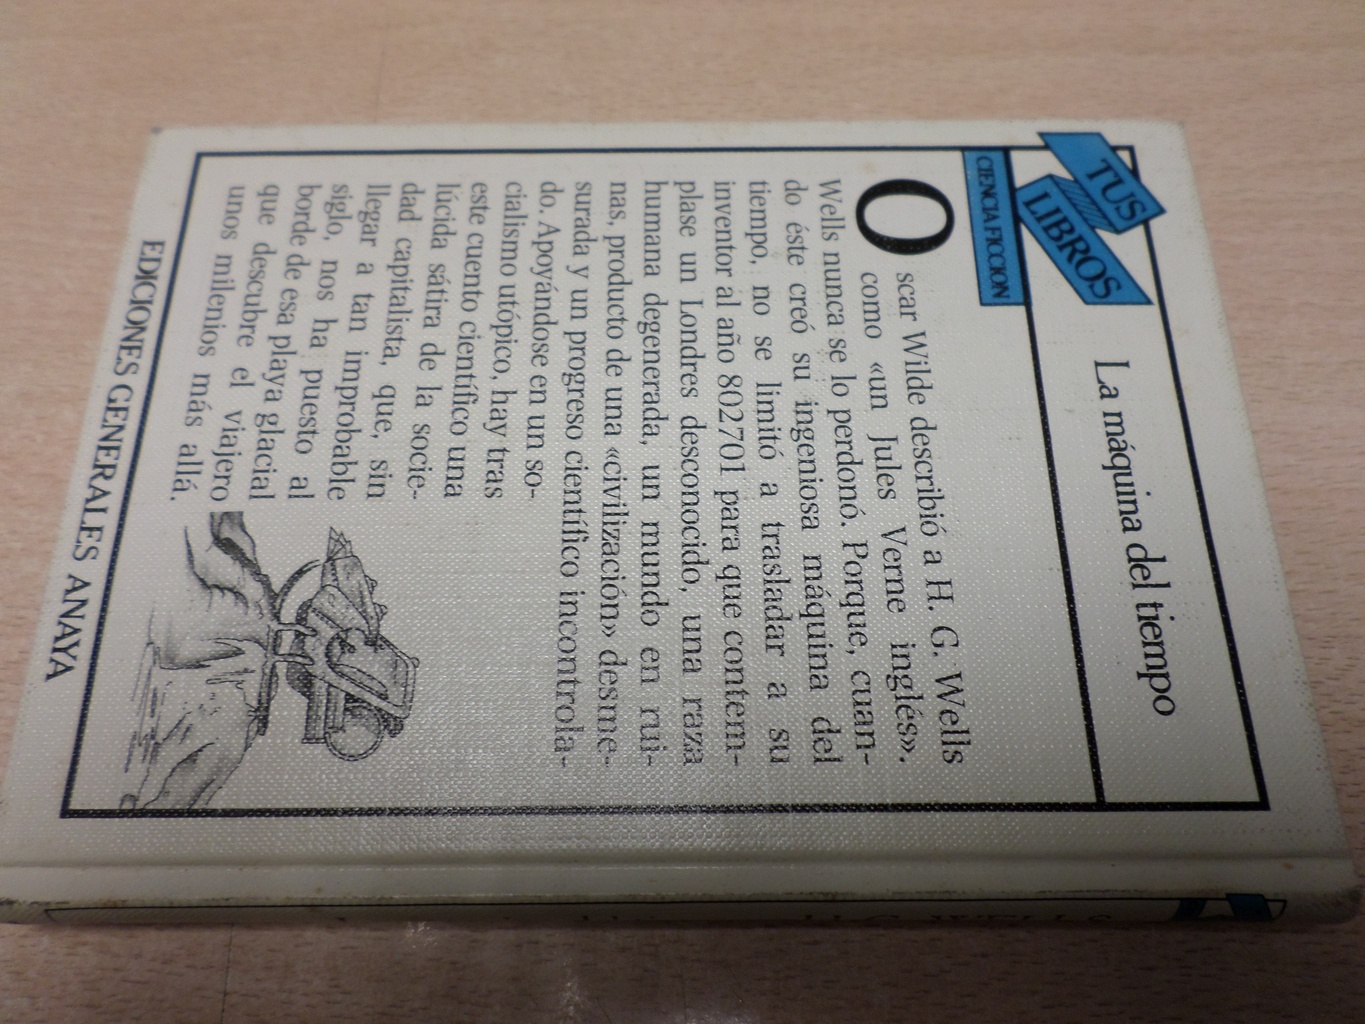 TUS
LIBROS
CIENCIA FICCION
La máquina del tiempo
Oscar Wilde describió a H. G. Wells
como «un Jules Verne inglés».
Wells nunca se lo perdonó. Porque, cuan-
do éste creó su ingeniosa máquina del
tiempo, no se limitó a trasladar a su
inventor al año 802701 para que contem-
plase un Londres desconocido, una raza
humana degenerada, un mundo en rui-
nas, producto de una «civilización» desme-
surada y un progreso científico incontrola-
do. Apoyándose en un so-
cialismo utópico, hay tras
este cuento científico una
lúcida sátira de la socie-
dad capitalista, que, sin
llegar a tan improbable
siglo, nos ha puesto al
borde de esa playa glacial
que descubre el viajero
unos milenios más allá.
EDICIONES GENERALES ANAYA